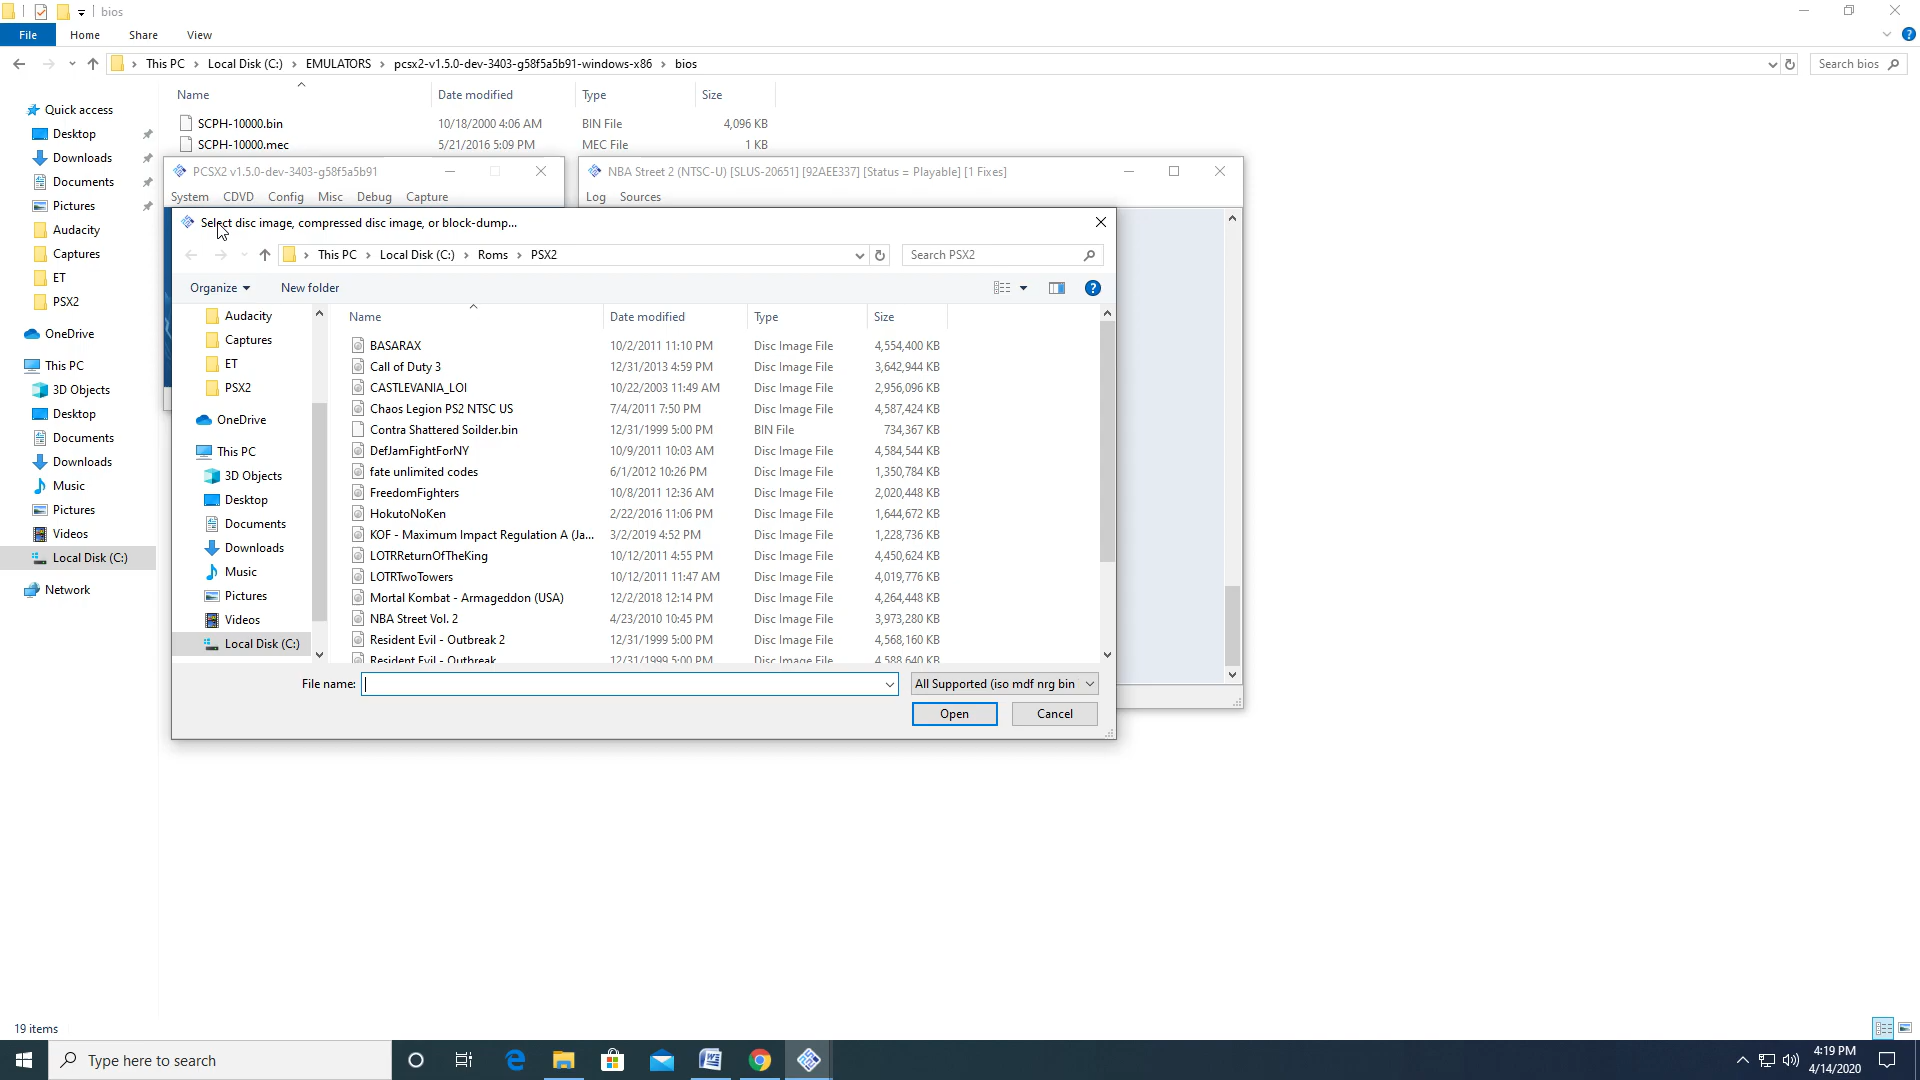 bios
File Home Share View
This PC Local Disk (C:) EMULATORS pcsx2-v1.5.0-dev-3403-g58f5a5b91-windows-x86 bios Search bios
Name Date modified Type Size
SCPH-10000.bin 10/18/2000 4:06 AM BIN File 4,096 KB
SCPH-10000.mec 5/21/2016 5:09 PM MEC File 1 KB
Quick access
Desktop
Downloads
Documents
Pictures
Audacity
Captures
ET
PSX2
OneDrive
This PC
3D Objects
Desktop
Documents
Downloads
Music
Pictures
Videos
Local Disk (C:)
Network
PCSX2 v1.5.0-dev-3403-g58f5a5b91
System CDVD Config Misc Debug Capture
NBA Street 2 (NTSC-U) [SLUS-20651] [92AEE337] [Status = Playable] [1 Fixes]
Log Sources
Select disc image, compressed disc image, or block-dump...
This PC Local Disk (C:) Roms PSX2 Search PSX2
Organize New folder
Audacity
Captures
ET
PSX2
OneDrive
This PC
3D Objects
Desktop
Documents
Downloads
Music
Pictures
Videos
Local Disk (C:)
Name Date modified Type Size
BASARAX 10/2/2011 11:10 PM Disc Image File 4,554,400 KB
Call of Duty 3 12/31/2013 4:59 PM Disc Image File 3,642,944 KB
CASTLEVANIA_LOI 10/22/2003 11:49 AM Disc Image File 2,956,096 KB
Chaos Legion PS2 NTSC US 7/4/2011 7:50 PM Disc Image File 4,587,424 KB
Contra Shattered Soilder.bin 12/31/1999 5:00 PM BIN File 734,367 KB
DefJamFightForNY 10/9/2011 10:03 AM Disc Image File 4,584,544 KB
fate unlimited codes 6/1/2012 10:26 PM Disc Image File 1,350,784 KB
FreedomFighters 10/8/2011 12:36 AM Disc Image File 2,020,448 KB
HokutoNoKen 2/22/2016 11:06 PM Disc Image File 1,644,672 KB
KOF - Maximum Impact Regulation A (Ja... 3/2/2019 4:52 PM Disc Image File 1,228,736 KB
LOTRReturnOfTheKing 10/12/2011 4:55 PM Disc Image File 4,450,624 KB
LOTRTwoTowers 10/12/2011 11:47 AM Disc Image File 4,019,776 KB
Mortal Kombat - Armageddon (USA) 12/2/2018 12:14 PM Disc Image File 4,264,448 KB
NBA Street Vol. 2 4/23/2010 10:45 PM Disc Image File 3,973,280 KB
Resident Evil - Outbreak 2 12/31/1999 5:00 PM Disc Image File 4,568,160 KB
Resident Evil - Outbreak 12/31/1999 5:00 PM Disc Image File 4,588,640 KB
File name: All Supported (iso mdf nrg bin
Open Cancel
19 items
Type here to search
4:19 PM
4/14/2020